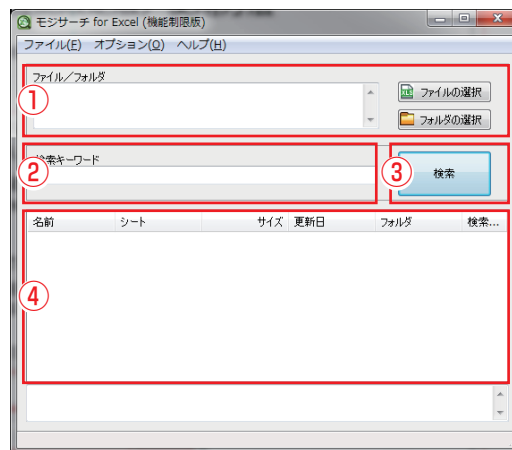 モジサーチ for Excel (機能制限版)
ファイル(F) オプション(O) ヘルプ(H)
ファイル／フォルダ
①
ファイルの選択
フォルダの選択
検索キーワード
②
③
検索
名前 シート サイズ 更新日 フォルダ 検索...
④